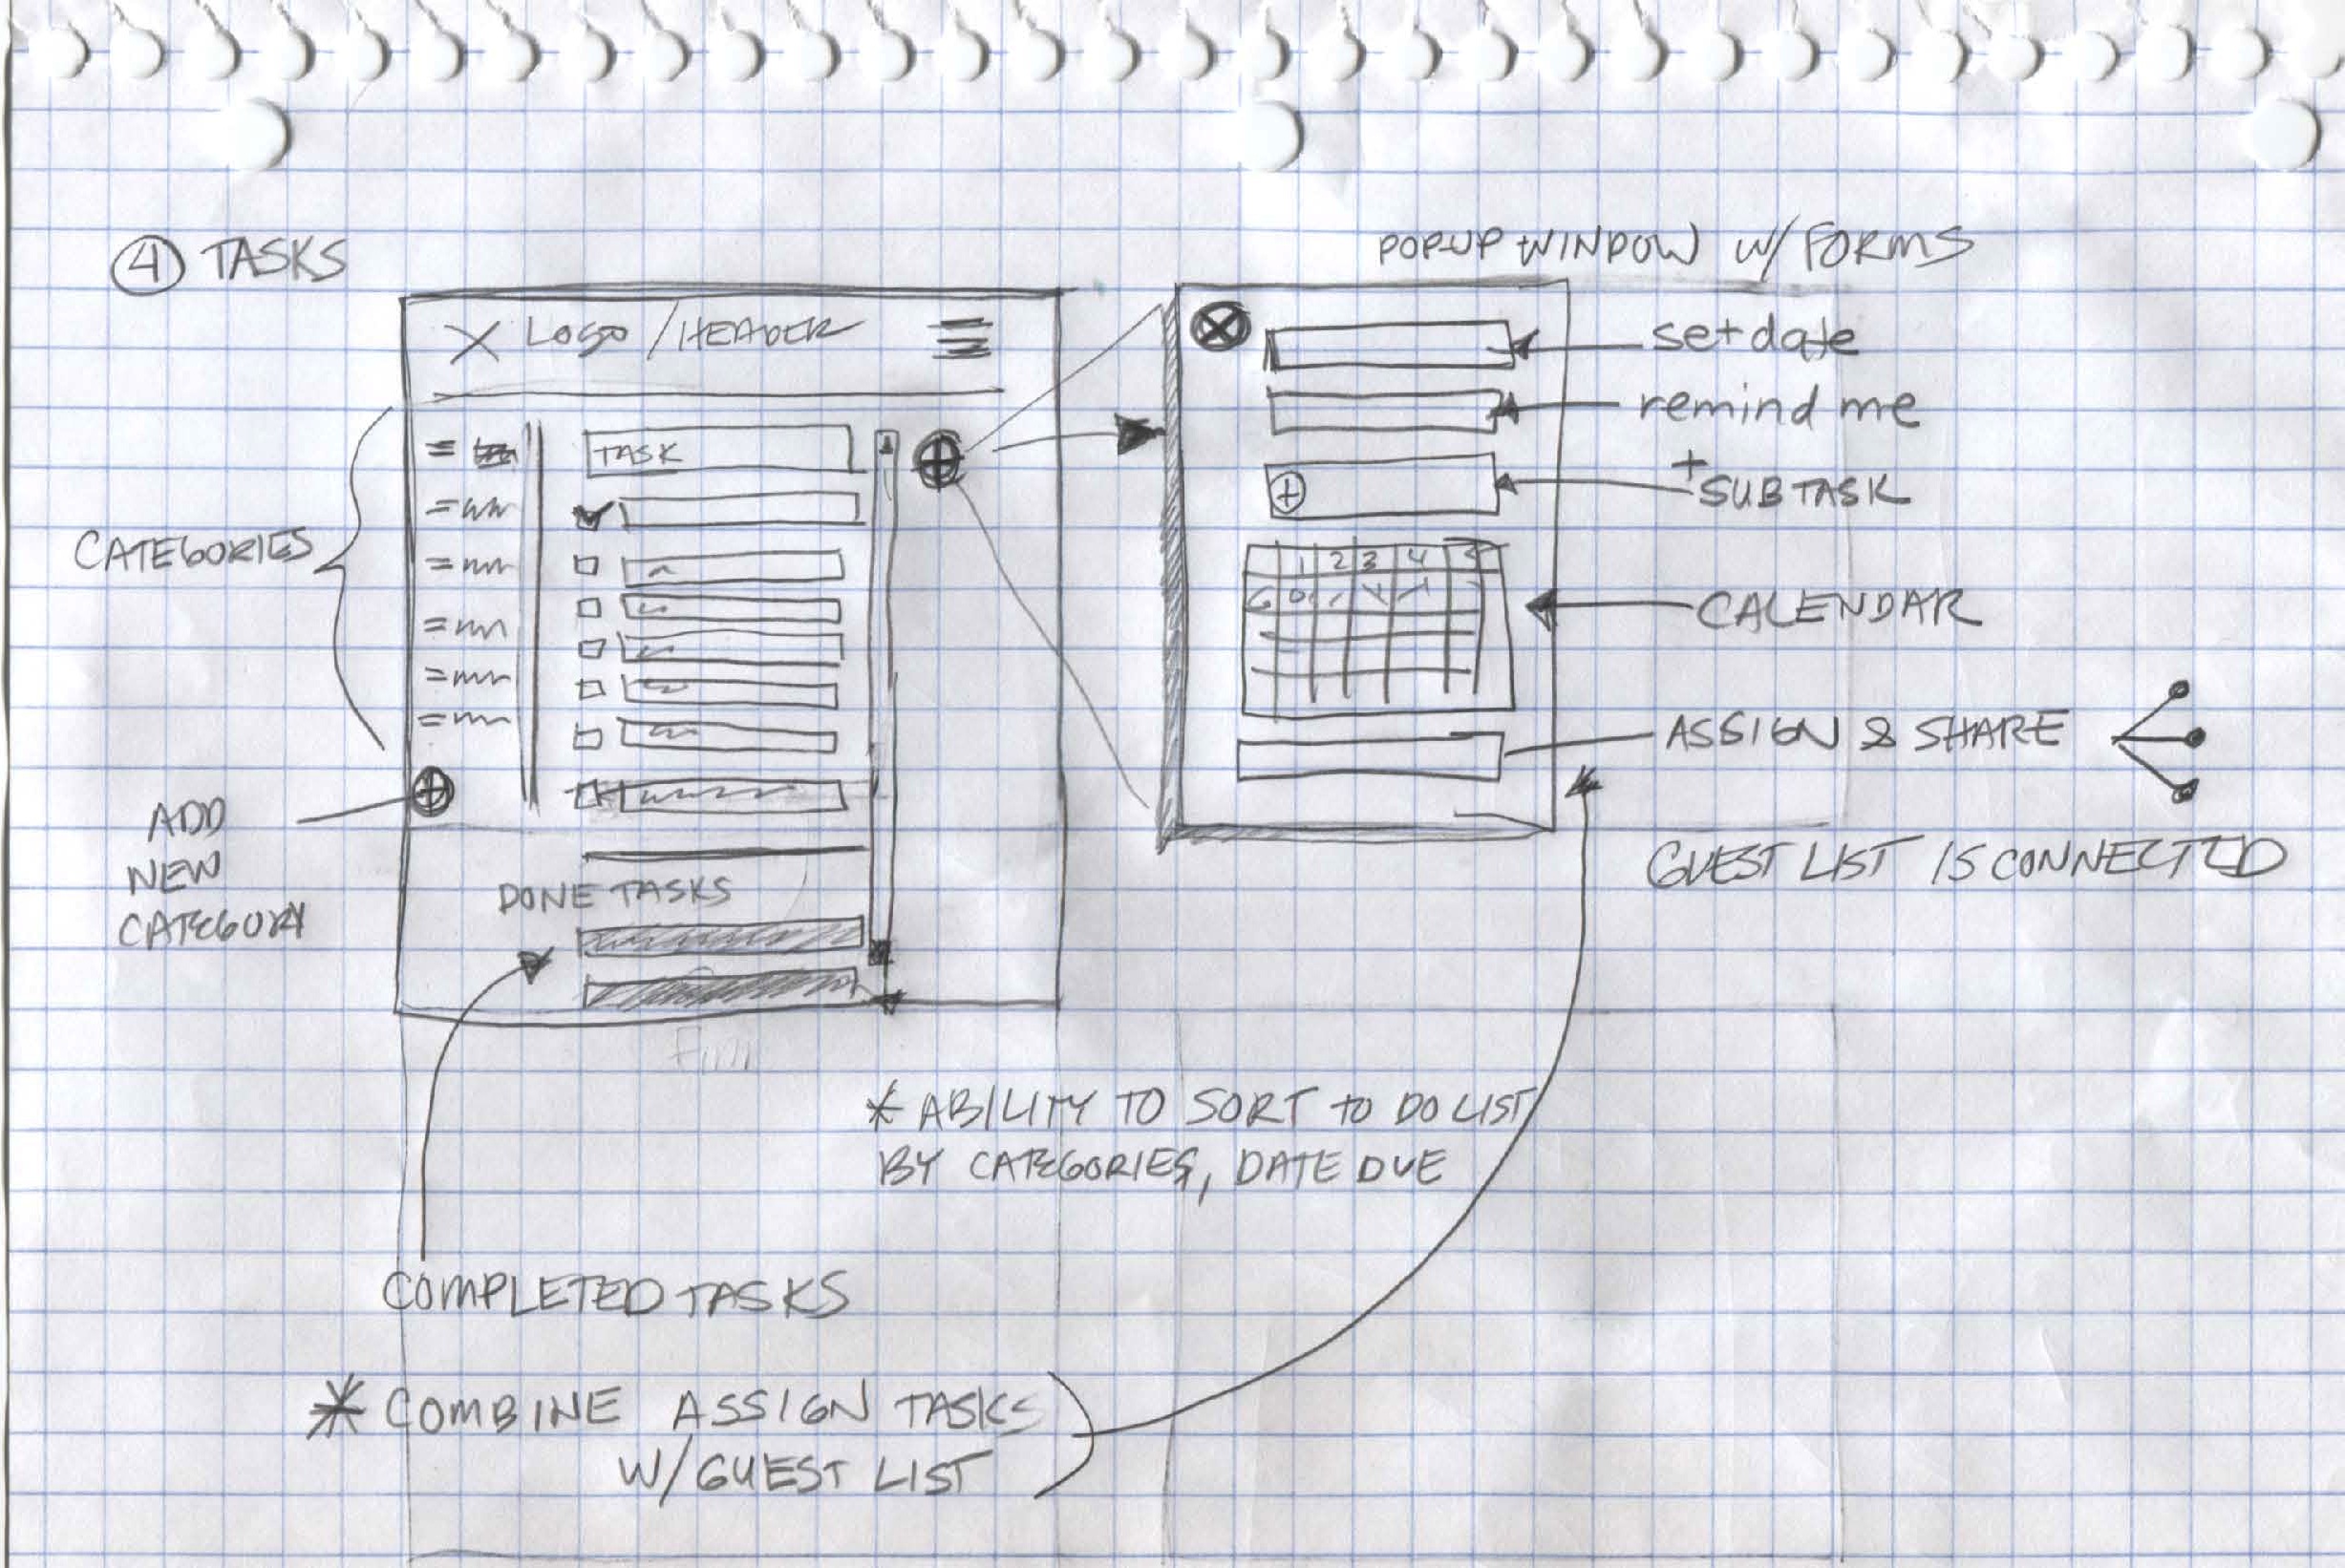 4 TASKS
POPUP WINDOW W/ FORMS
X LOGO / HEADER
set date
remind me
TASK
+
SUBTASK
CATEGORIES
1 2 3 4 5
6
CALENDAR
ASSIGN & SHARE
ADD
NEW
CATEGORY
GUEST LIST IS CONNECTED
DONE TASKS
* ABILITY TO SORT TO DO LIST
BY CATEGORIES, DATE DUE
COMPLETED TASKS
* COMBINE ASSIGN TASKS
W/ GUEST LIST